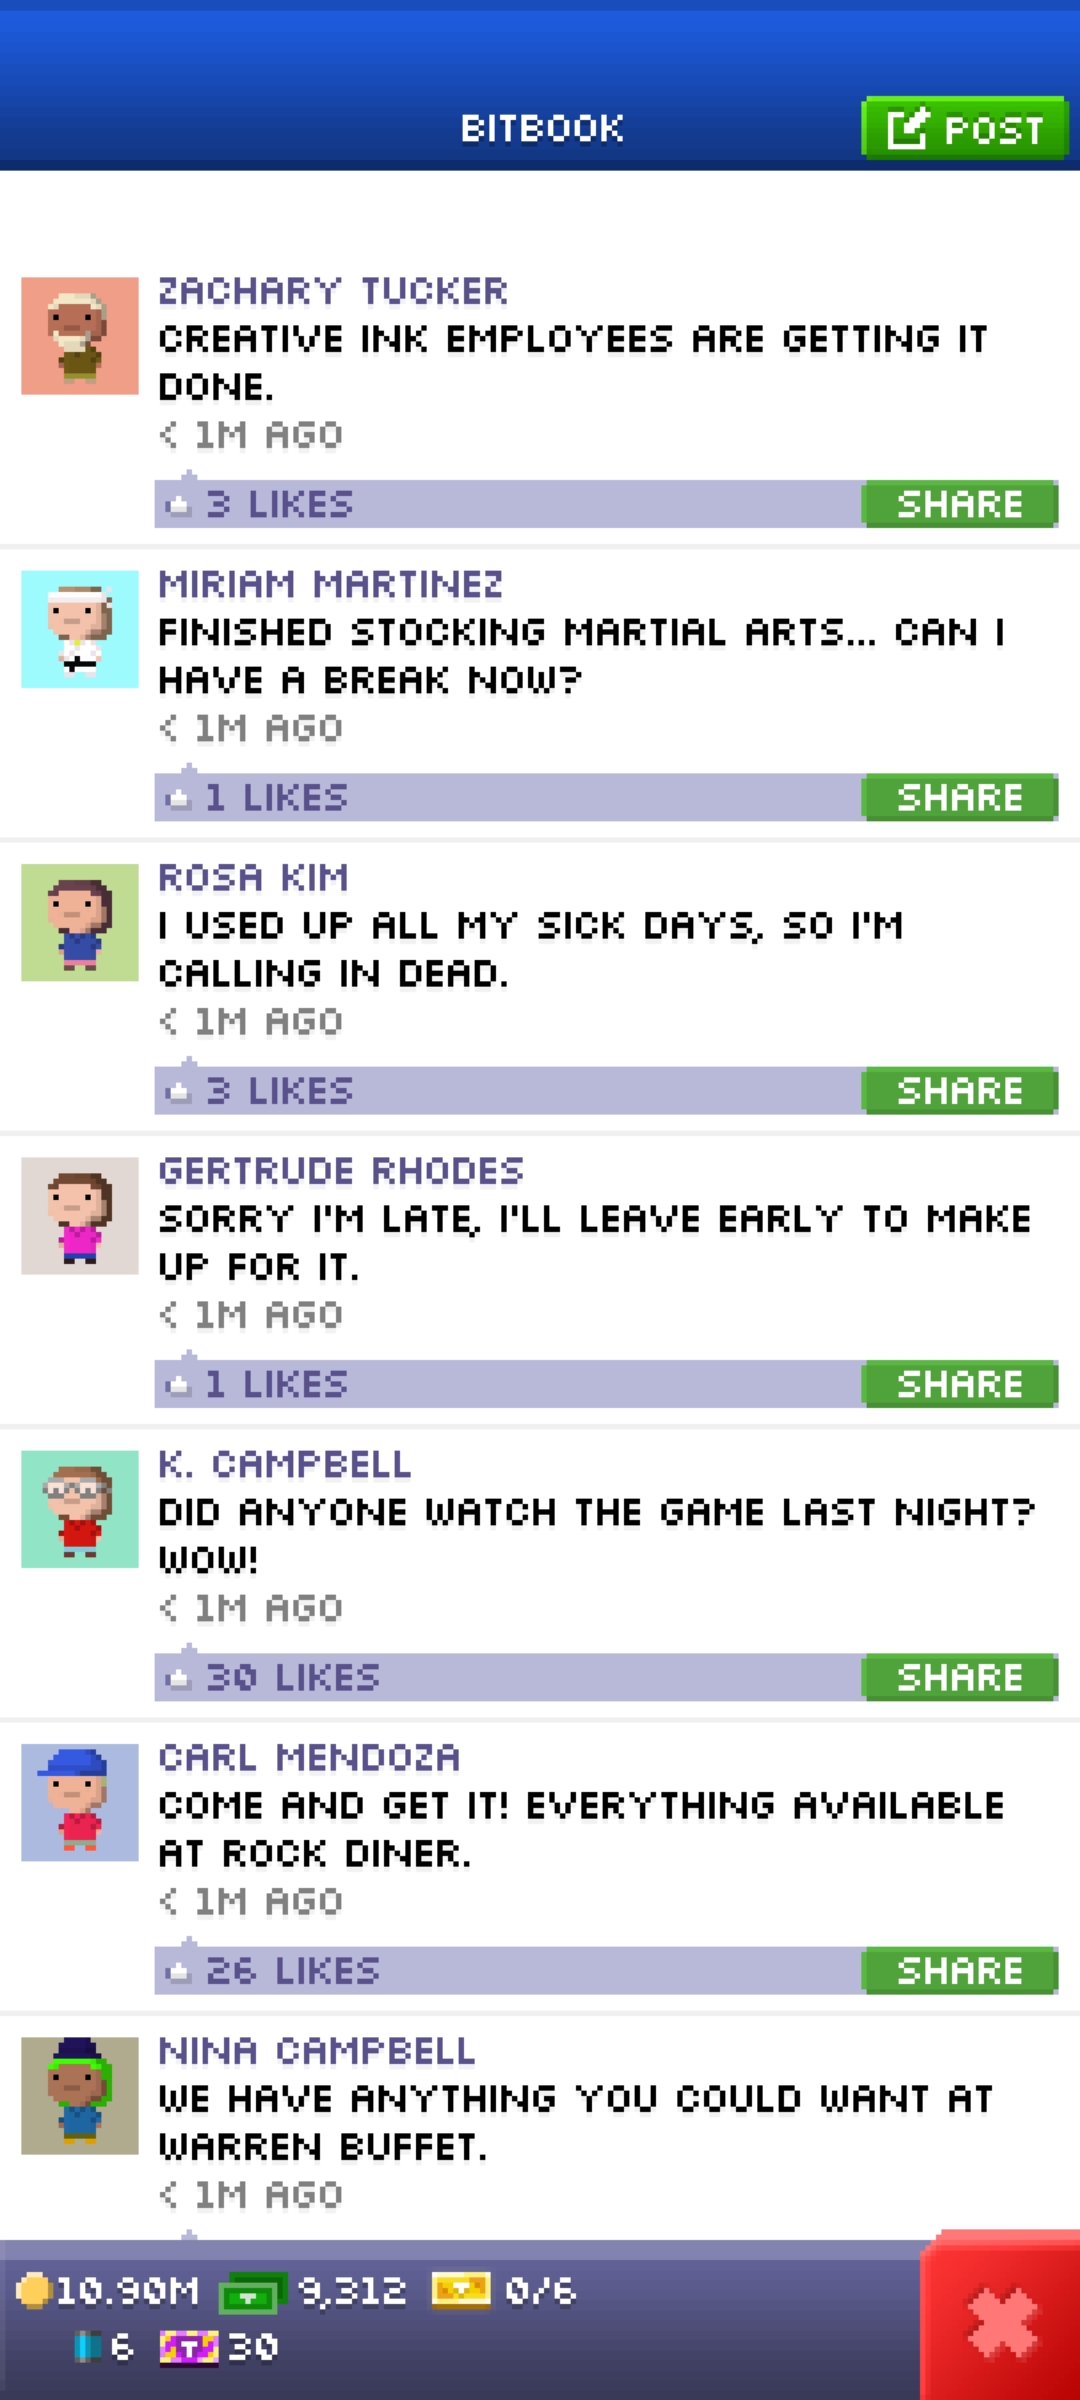 BITBOOK
POST
ZACHARY TUCKER
CREATIVE INK EMPLOYEES ARE GETTING IT
DONE.
< 1M AGO
3 LIKES
SHARE
MIRIAM MARTINEZ
FINISHED STOCKING MARTIAL ARTS... CAN I
HAVE A BREAK NOW?
< 1M AGO
1 LIKES
SHARE
ROSA KIM
I USED UP ALL MY SICK DAYS, SO I'M
CALLING IN DEAD.
< 1M AGO
3 LIKES
SHARE
GERTRUDE RHODES
SORRY I'M LATE, I'LL LEAVE EARLY TO MAKE
UP FOR IT.
< 1M AGO
1 LIKES
SHARE
K. CAMPBELL
DID ANYONE WATCH THE GAME LAST NIGHT?
WOW!
< 1M AGO
30 LIKES
SHARE
CARL MENDOZA
COME AND GET IT! EVERYTHING AVAILABLE
AT ROCK DINER.
< 1M AGO
26 LIKES
SHARE
NINA CAMPBELL
WE HAVE ANYTHING YOU COULD WANT AT
WARREN BUFFET.
< 1M AGO
10.90M 9,312 0/6
6 T 30